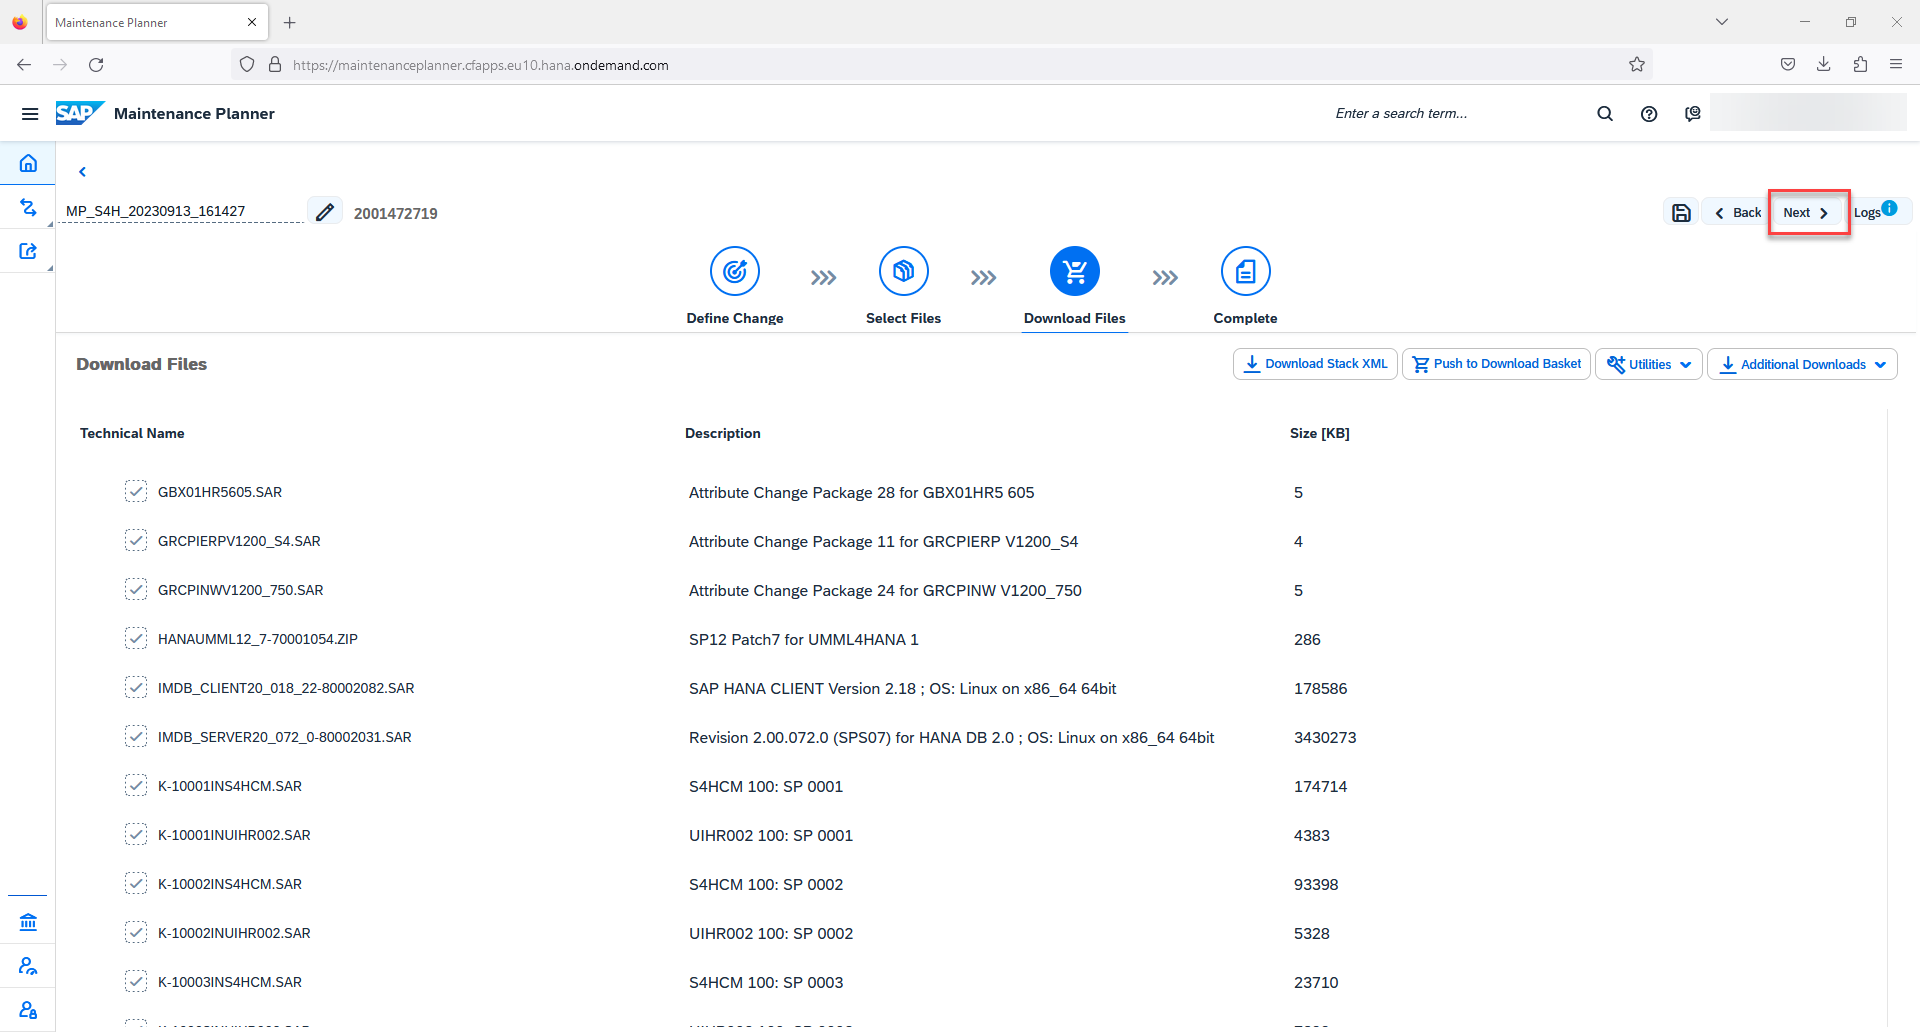 Maintenance Planner
https://maintenanceplanner.cfapps.eu10.hana.ondemand.com
SAP Maintenance Planner
Enter a search term...
MP_S4H_20230913_161427
2001472719
Back
Next
Logs
Define Change
Select Files
Download Files
Complete
Download Files
Download Stack XML
Push to Download Basket
Utilities
Additional Downloads
Technical Name Description Size [KB]
GBX01HR5605.SAR Attribute Change Package 28 for GBX01HR5 605 5
GRCPIERPV1200_S4.SAR Attribute Change Package 11 for GRCPIERP V1200_S4 4
GRCPINWV1200_750.SAR Attribute Change Package 24 for GRCPINW V1200_750 5
HANAUMML12_7-70001054.ZIP SP12 Patch7 for UMML4HANA 1 286
IMDB_CLIENT20_018_22-80002082.SAR SAP HANA CLIENT Version 2.18 ; OS: Linux on x86_64 64bit 178586
IMDB_SERVER20_072_0-80002031.SAR Revision 2.00.072.0 (SPS07) for HANA DB 2.0 ; OS: Linux on x86_64 64bit 3430273
K-10001INS4HCM.SAR S4HCM 100: SP 0001 174714
K-10001INUIHR002.SAR UIHR002 100: SP 0001 4383
K-10002INS4HCM.SAR S4HCM 100: SP 0002 93398
K-10002INUIHR002.SAR UIHR002 100: SP 0002 5328
K-10003INS4HCM.SAR S4HCM 100: SP 0003 23710